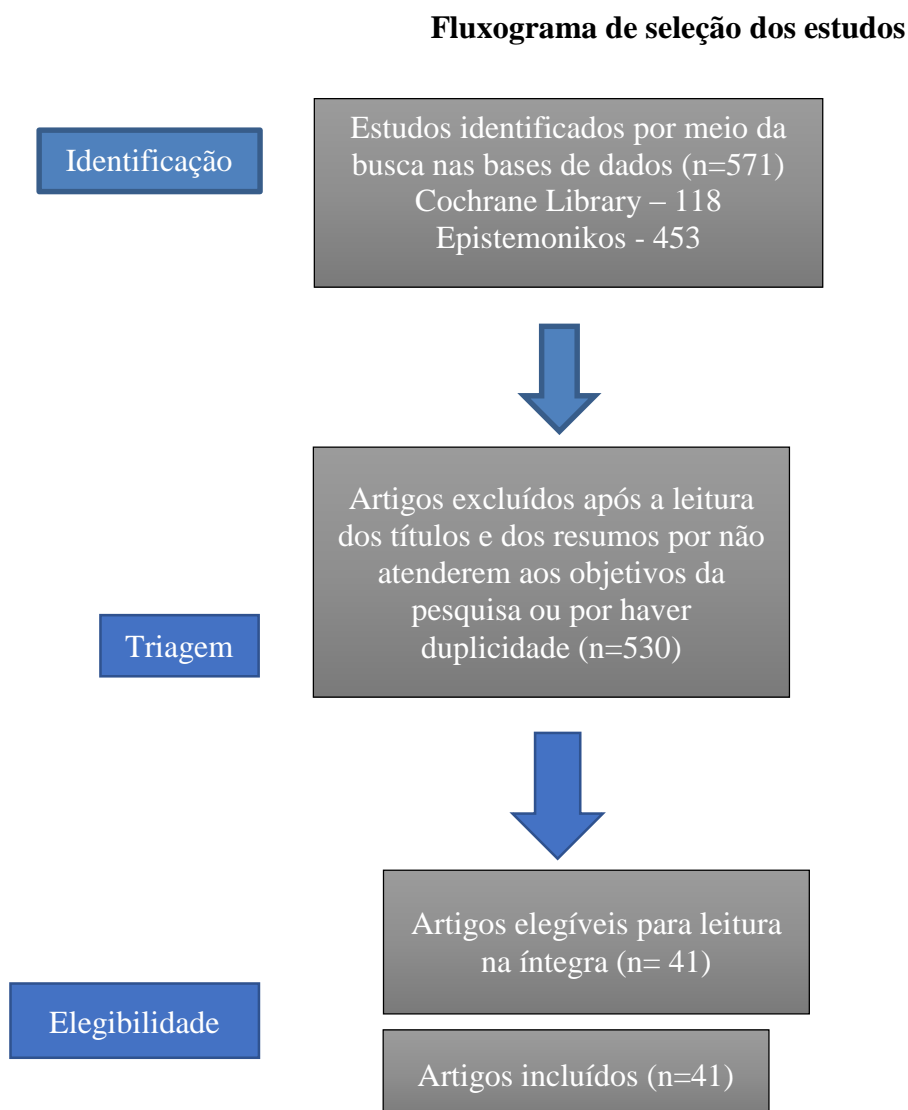 Fluxograma de seleção dos estudos
Identificação
Estudos identificados por meio da
busca nas bases de dados (n=571)
Cochrane Library – 118
Epistemonikos - 453
Triagem
Artigos excluídos após a leitura
dos títulos e dos resumos por não
atenderem aos objetivos da
pesquisa ou por haver
duplicidade (n=530)
Elegibilidade
Artigos elegíveis para leitura
na íntegra (n= 41)
Artigos incluídos (n=41)